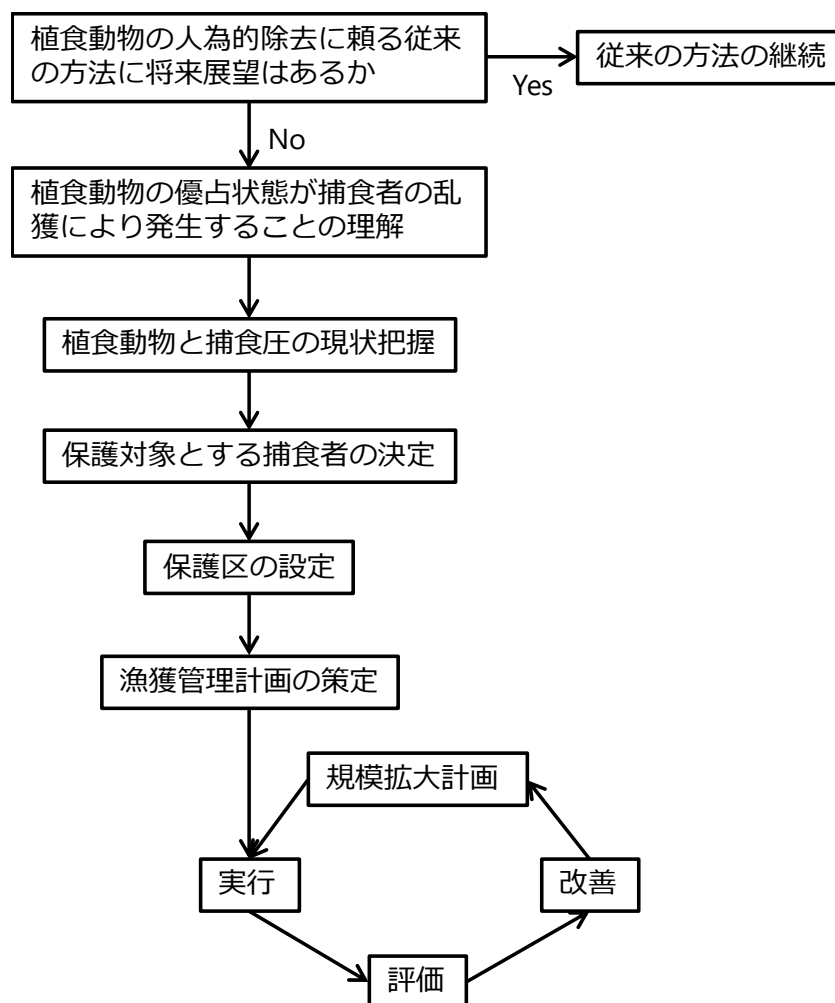 植食動物の人為的除去に頼る従来
の方法に将来展望はあるか
従来の方法の継続
Yes
No
植食動物の優占状態が捕食者の乱
獲により発生することの理解
植食動物と捕食圧の現状把握
保護対象とする捕食者の決定
保護区の設定
漁獲管理計画の策定
規模拡大計画
実行
改善
評価